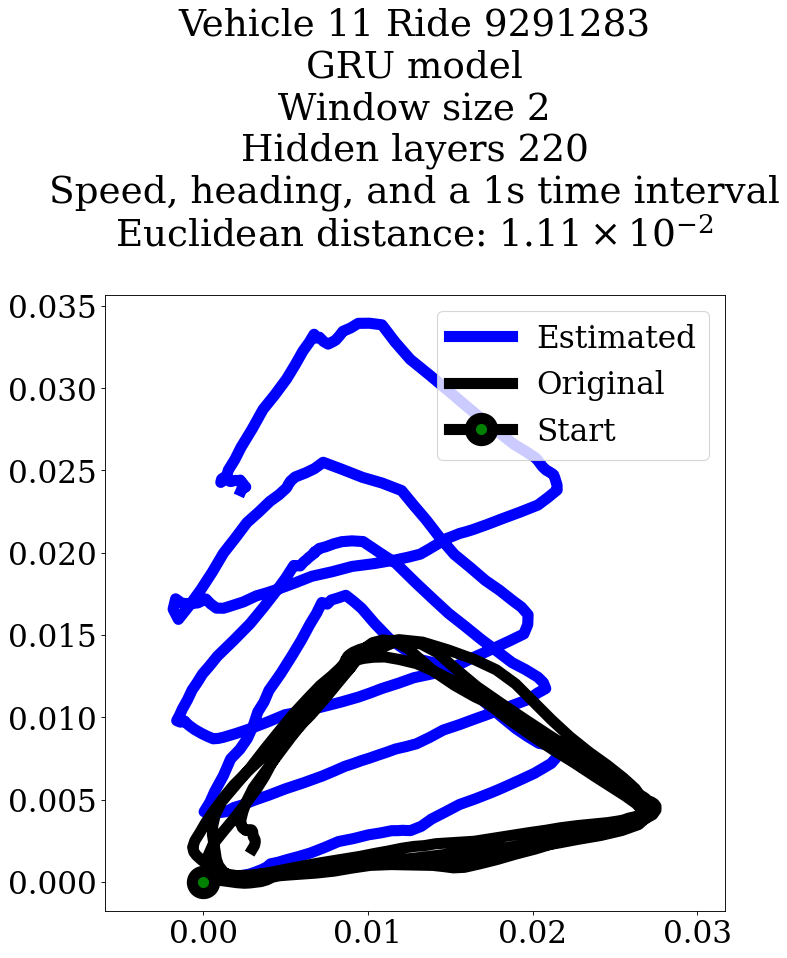 Vehicle 11 Ride 9291283
GRU model
Window size 2
Hidden layers 220
Speed, heading, and a 1s time interval
Euclidean distance: 1.11 × 10⁻²
0.035
0.030
0.025
0.020
0.015
0.010
0.005
0.000
Estimated
Original
Start
0.00 0.01 0.02 0.03